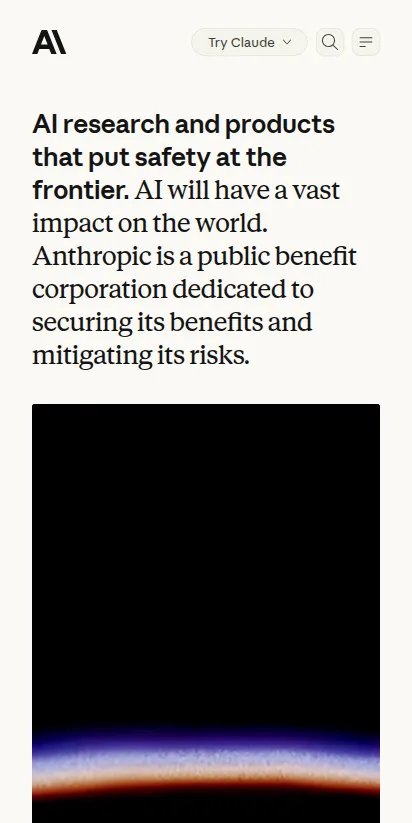 Try Claude
AI research and products
that put safety at the
frontier. AI will have a vast
impact on the world.
Anthropic is a public benefit
corporation dedicated to
securing its benefits and
mitigating its risks.